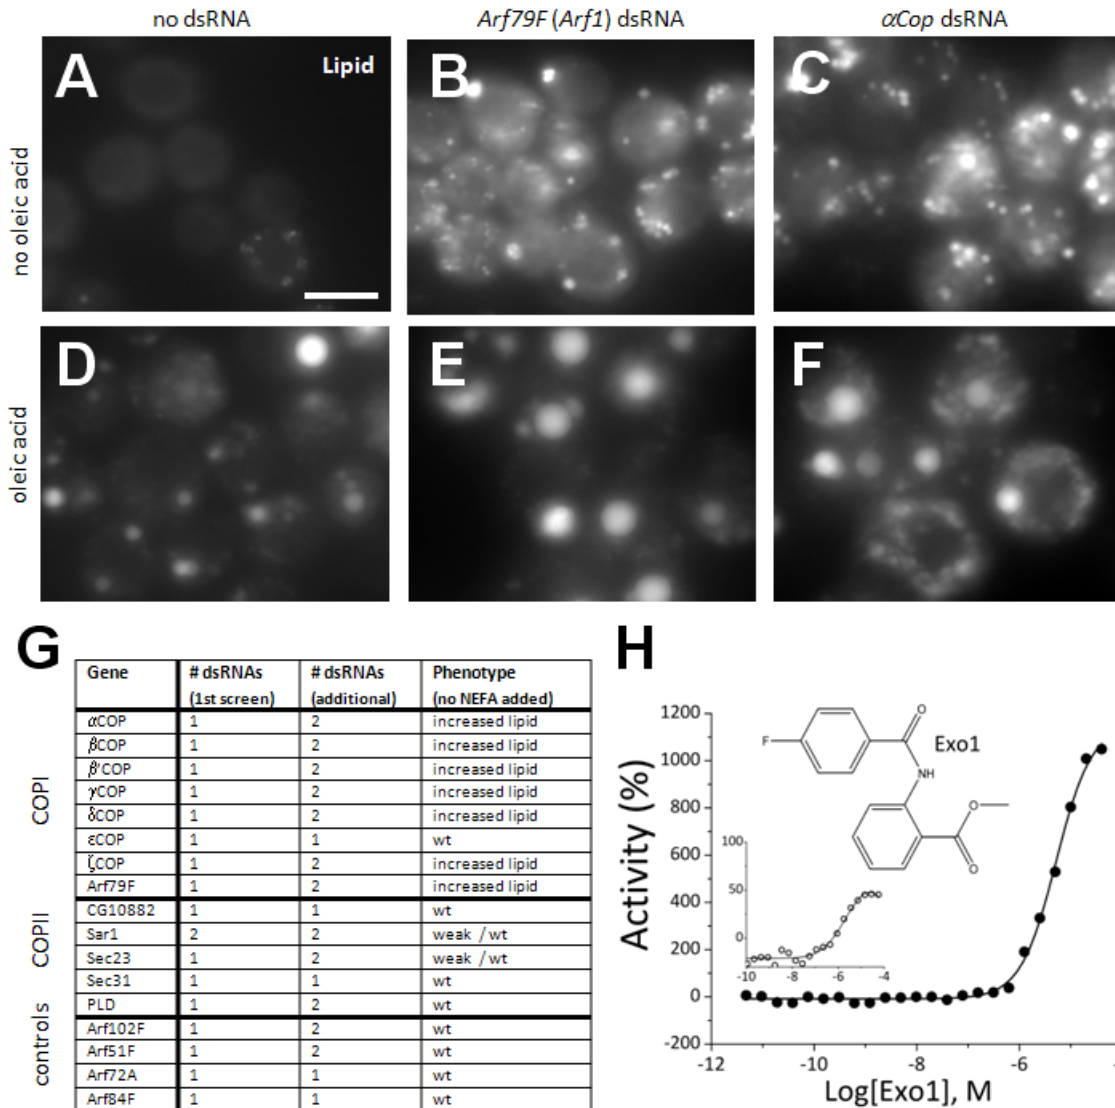 no dsRNA
Arf79F (Arf1) dsRNA
αCop dsRNA
no oleic acid
A
Lipid
B
C
oleic acid
D
E
F
G
Gene # dsRNAs (1st screen) # dsRNAs (additional) Phenotype (no NEFA added)
COPI
αCOP 1 2 increased lipid
βCOP 1 2 increased lipid
β'COP 1 2 increased lipid
γCOP 1 2 increased lipid
δCOP 1 2 increased lipid
εCOP 1 1 wt
ζCOP 1 2 increased lipid
Arf79F 1 2 increased lipid
COPII
CG10882 1 1 wt
Sar1 2 2 weak / wt
Sec23 1 2 weak / wt
Sec31 1 1 wt
PLD 1 2 wt
controls
Arf102F 1 2 wt
Arf51F 1 2 wt
Arf72A 1 1 wt
Arf84F 1 1 wt
H
Activity (%)
1200
1000
800
600
400
200
0
-200
-12 -10 -8 -6
Log[Exo1], M
Exo1
F
O
NH
O
O
100
50
0
-10 -8 -6 -4